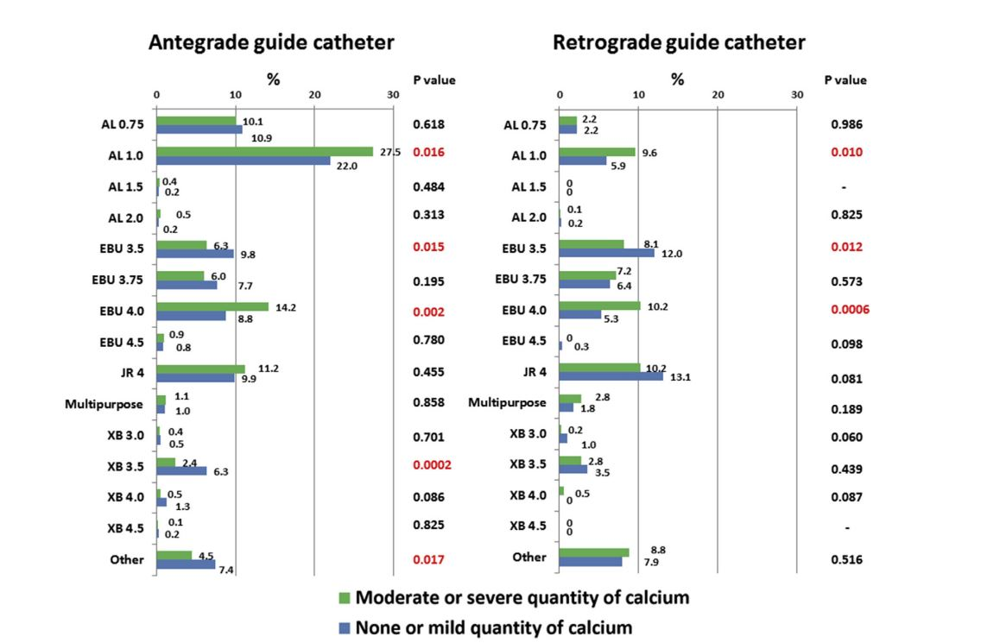 Antegrade guide catheter
% P value
0 10 20 30
AL 0.75 10.1 0.618
10.9
AL 1.0 27.5 0.016
22.0
AL 1.5 0.4 0.484
0.2
AL 2.0 0.5 0.313
0.2
EBU 3.5 6.3 0.015
9.8
EBU 3.75 6.0 0.195
7.7
EBU 4.0 14.2 0.002
8.8
EBU 4.5 0.9 0.780
0.8
JR 4 11.2 0.455
9.9
Multipurpose 1.1 0.858
1.0
XB 3.0 0.4 0.701
0.5
XB 3.5 2.4 0.0002
6.3
XB 4.0 0.5 0.086
1.3
XB 4.5 0.1 0.825
0.2
Other 4.5 0.017
7.4
Retrograde guide catheter
% P value
0 10 20 30
AL 0.75 2.2 0.986
2.2
AL 1.0 9.6 0.010
5.9
AL 1.5 0 -
0
AL 2.0 0.1 0.825
0.2
EBU 3.5 8.1 0.012
12.0
EBU 3.75 7.2 0.573
6.4
EBU 4.0 10.2 0.0006
5.3
EBU 4.5 0 0.098
0.3
JR 4 10.2 0.081
13.1
Multipurpose 2.8 0.189
1.8
XB 3.0 0.2 0.060
1.0
XB 3.5 2.8 0.439
3.5
XB 4.0 0.5 0.087
0
XB 4.5 0 -
0
Other 8.8 0.516
7.9
Moderate or severe quantity of calcium
None or mild quantity of calcium